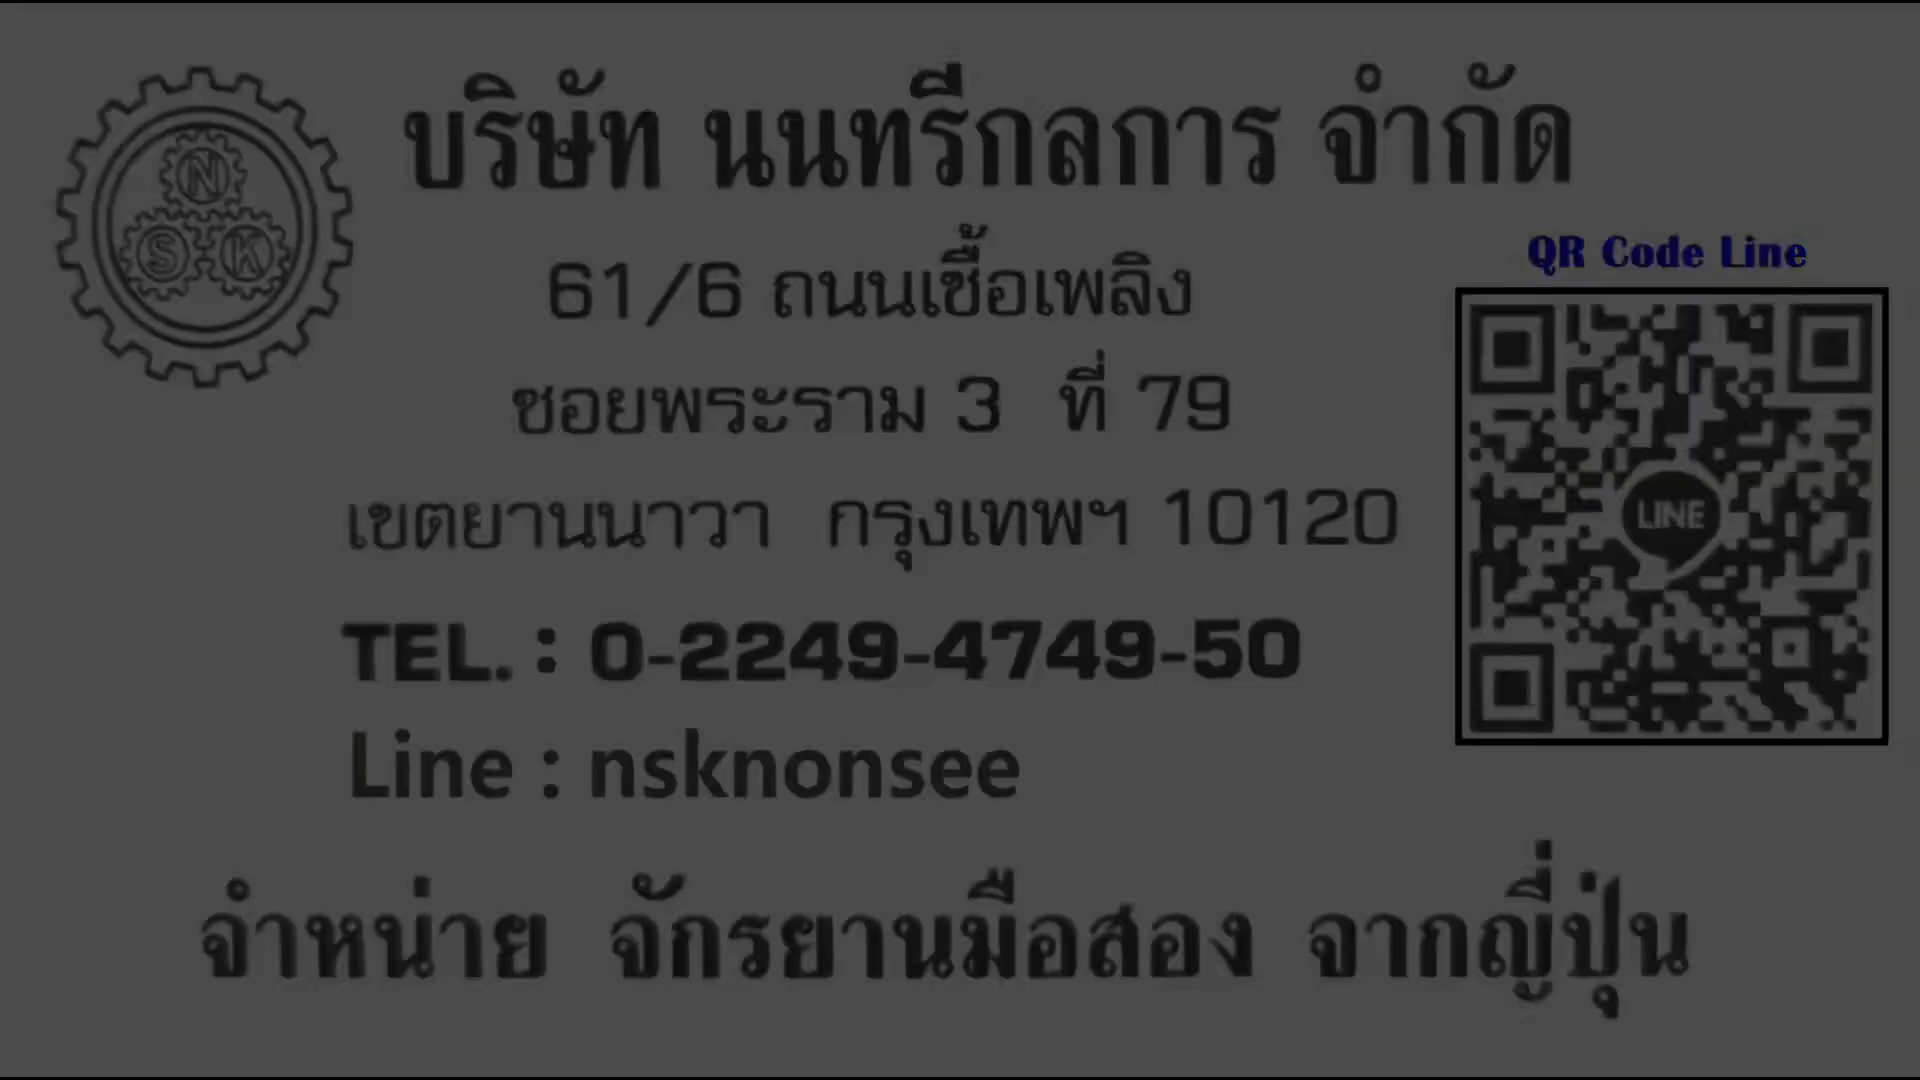 N
S K
บริษัท นนทรีกลการ จำกัด
61/6 ถนนเชื้อเพลิง
ซอยพระราม 3 ที่ 79
เขตยานนาวา กรุงเทพฯ 10120
TEL. : 0-2249-4749-50
Line : nsknonsee
QR Code Line
LINE
จำหน่าย จักรยานมือสอง จากญี่ปุ่น